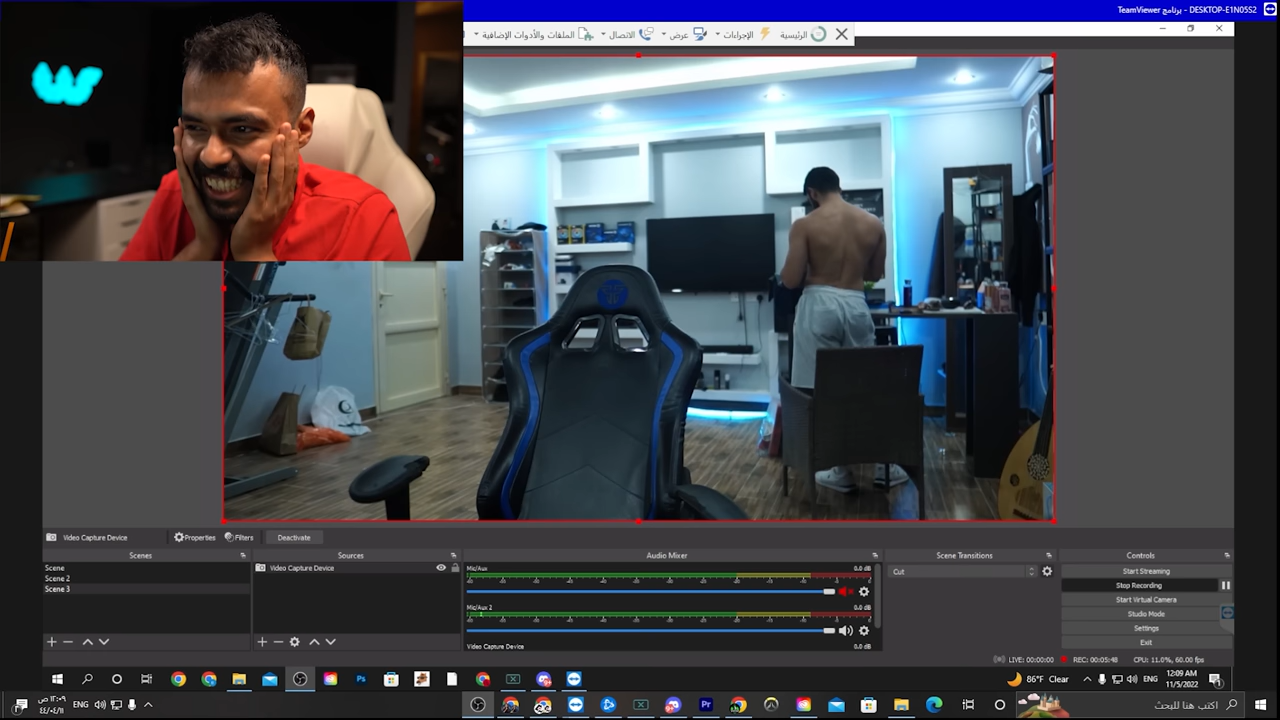 TeamViewer برنامج - DESKTOP-E1N05S2
الرئيسية
الإجراءات
عرض
الاتصال
الملفات والأدوات الإضافية
Video Capture Device
Properties
Filters
Deactivate
Scenes
Sources
Audio Mixer
Scene Transitions
Controls
Scene
Scene 2
Scene 3
Video Capture Device
Mic/Aux
0.0 dB
Mic/Aux 2
0.0 dB
Video Capture Device
0.0 dB
Cut
Start Streaming
Stop Recording
Start Virtual Camera
Studio Mode
Settings
Exit
LIVE: 00:00:00
REC: 00:05:48
CPU: 11.0%, 60.00 fps
86°F Clear
ENG
12:09 AM
11/5/2022
ENG
اكتب هنا للبحث